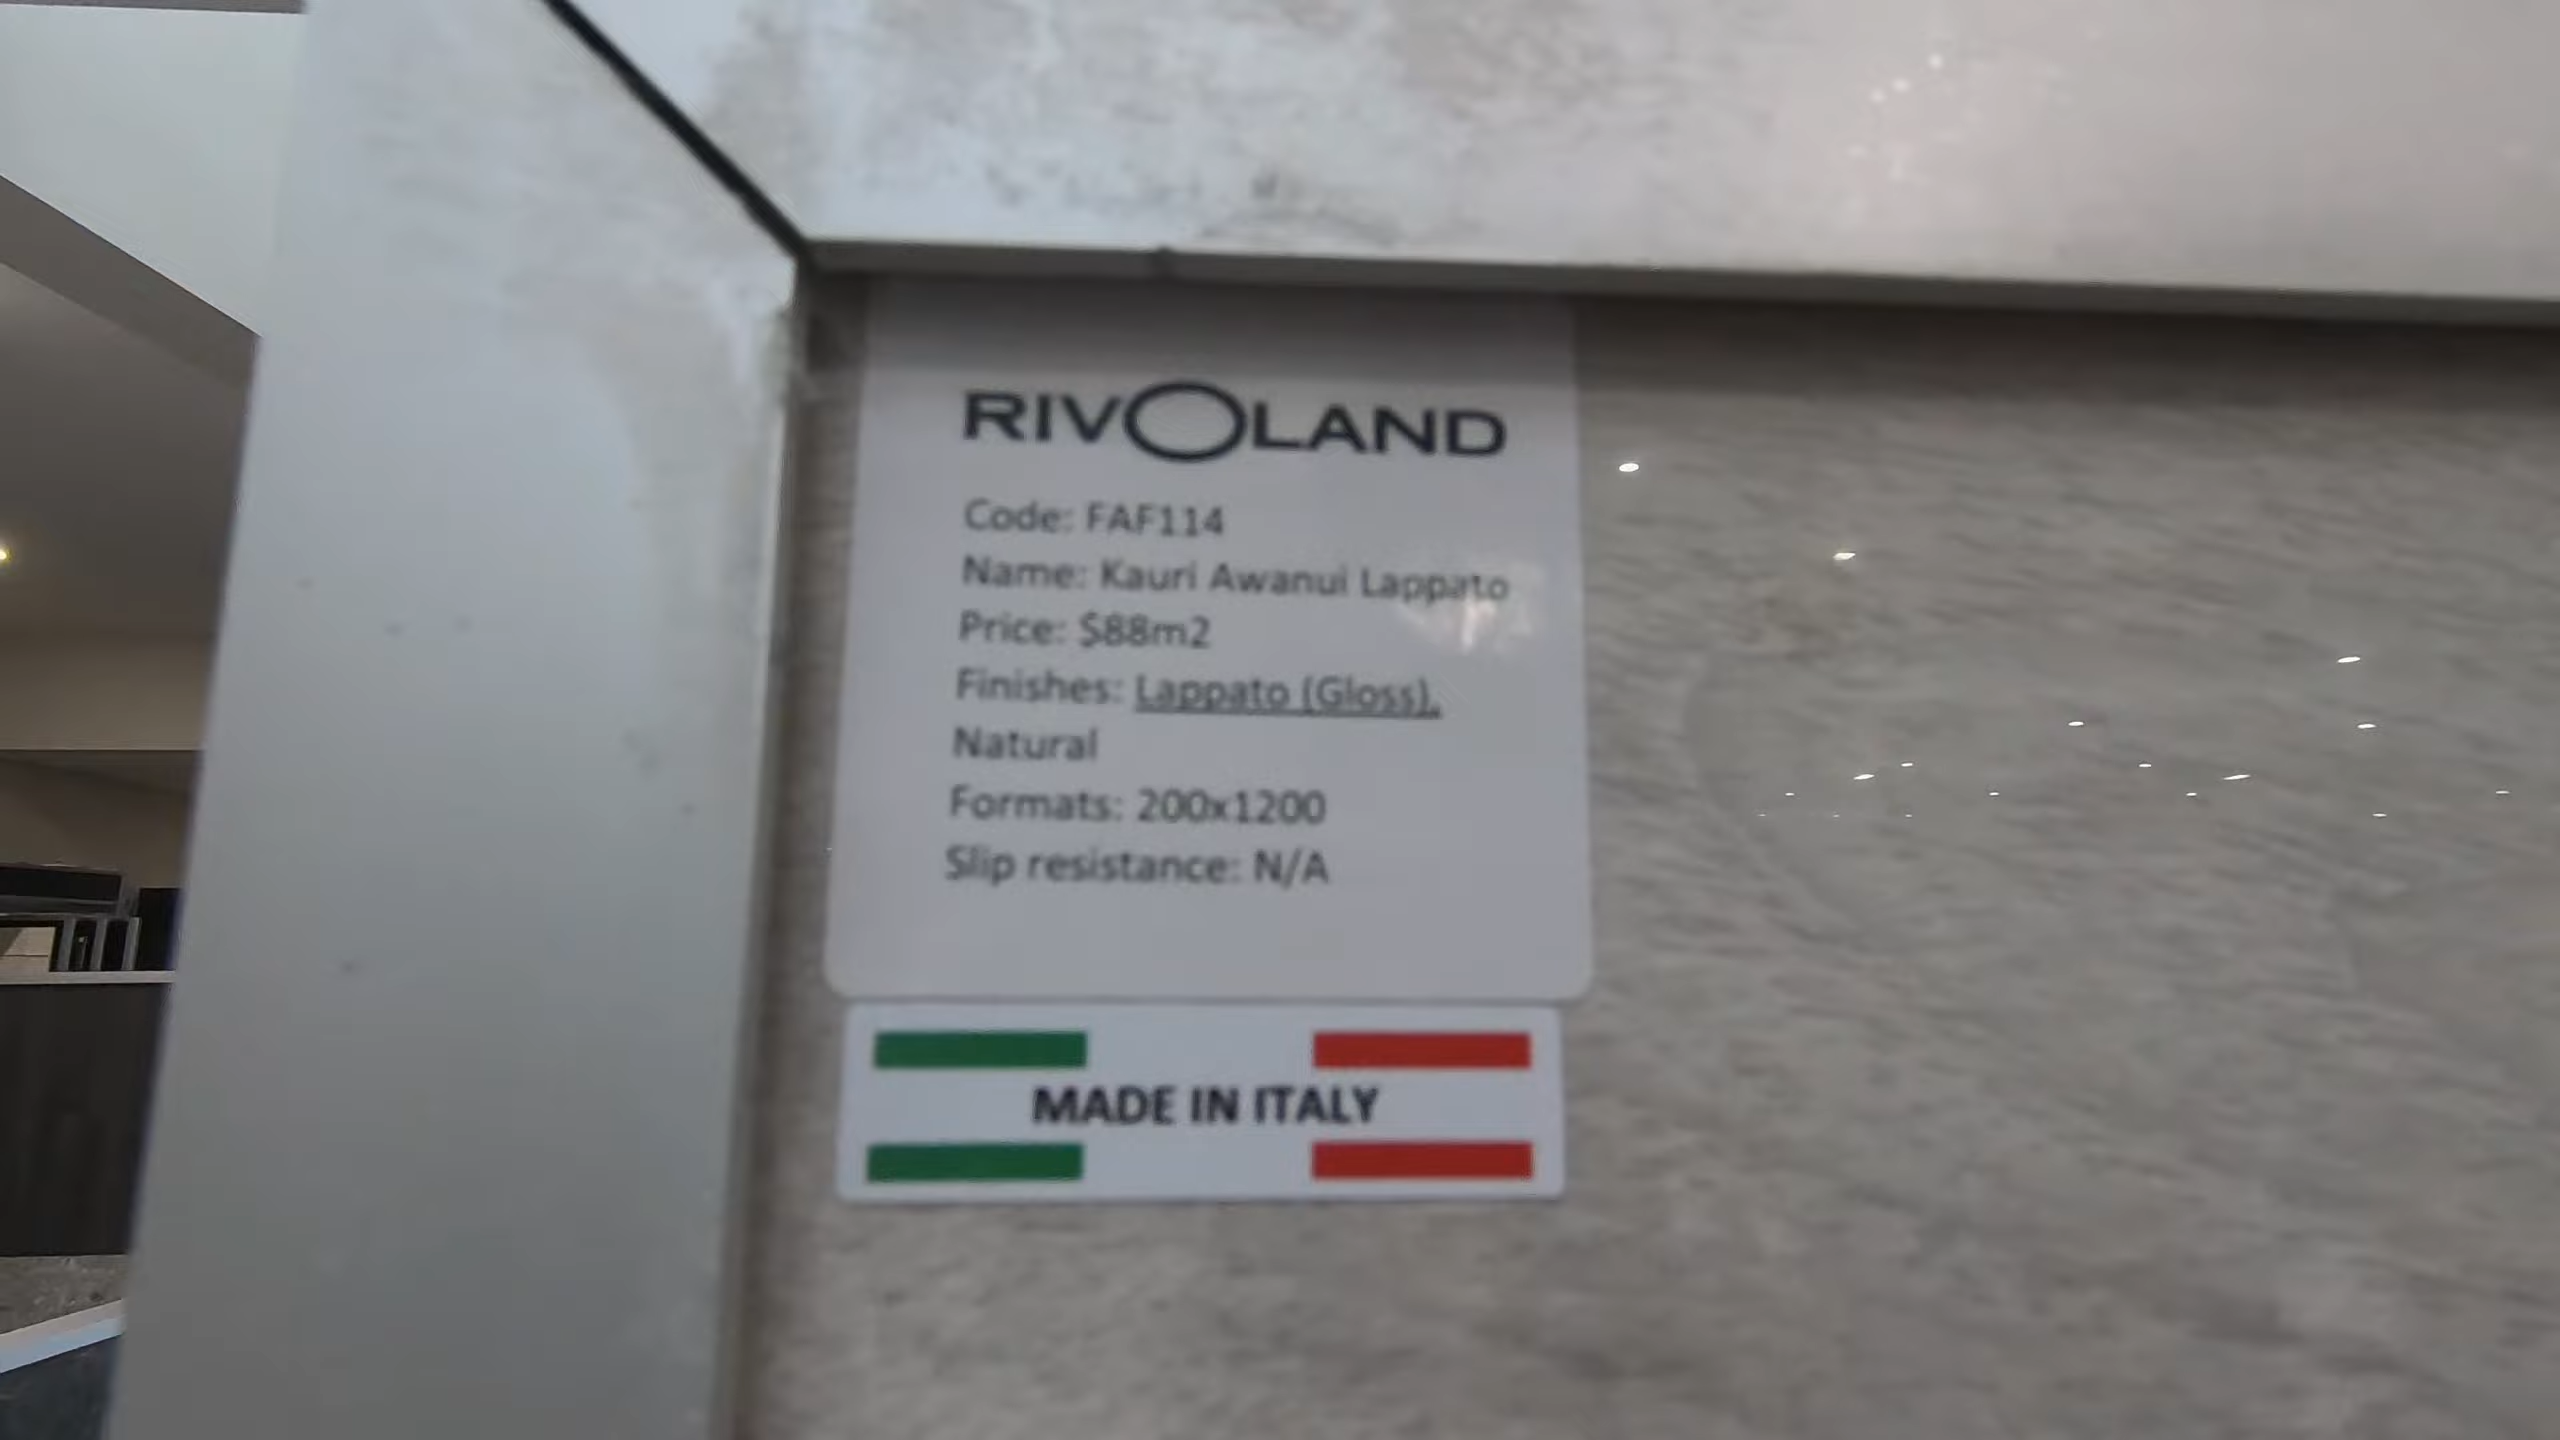 RIVOLAND
Code: FAF114
Name: Kauri Awanui Lappato
Price: $88m2
Finishes: Lappato (Gloss),
Natural
Formats: 200x1200
Slip resistance: N/A
MADE IN ITALY